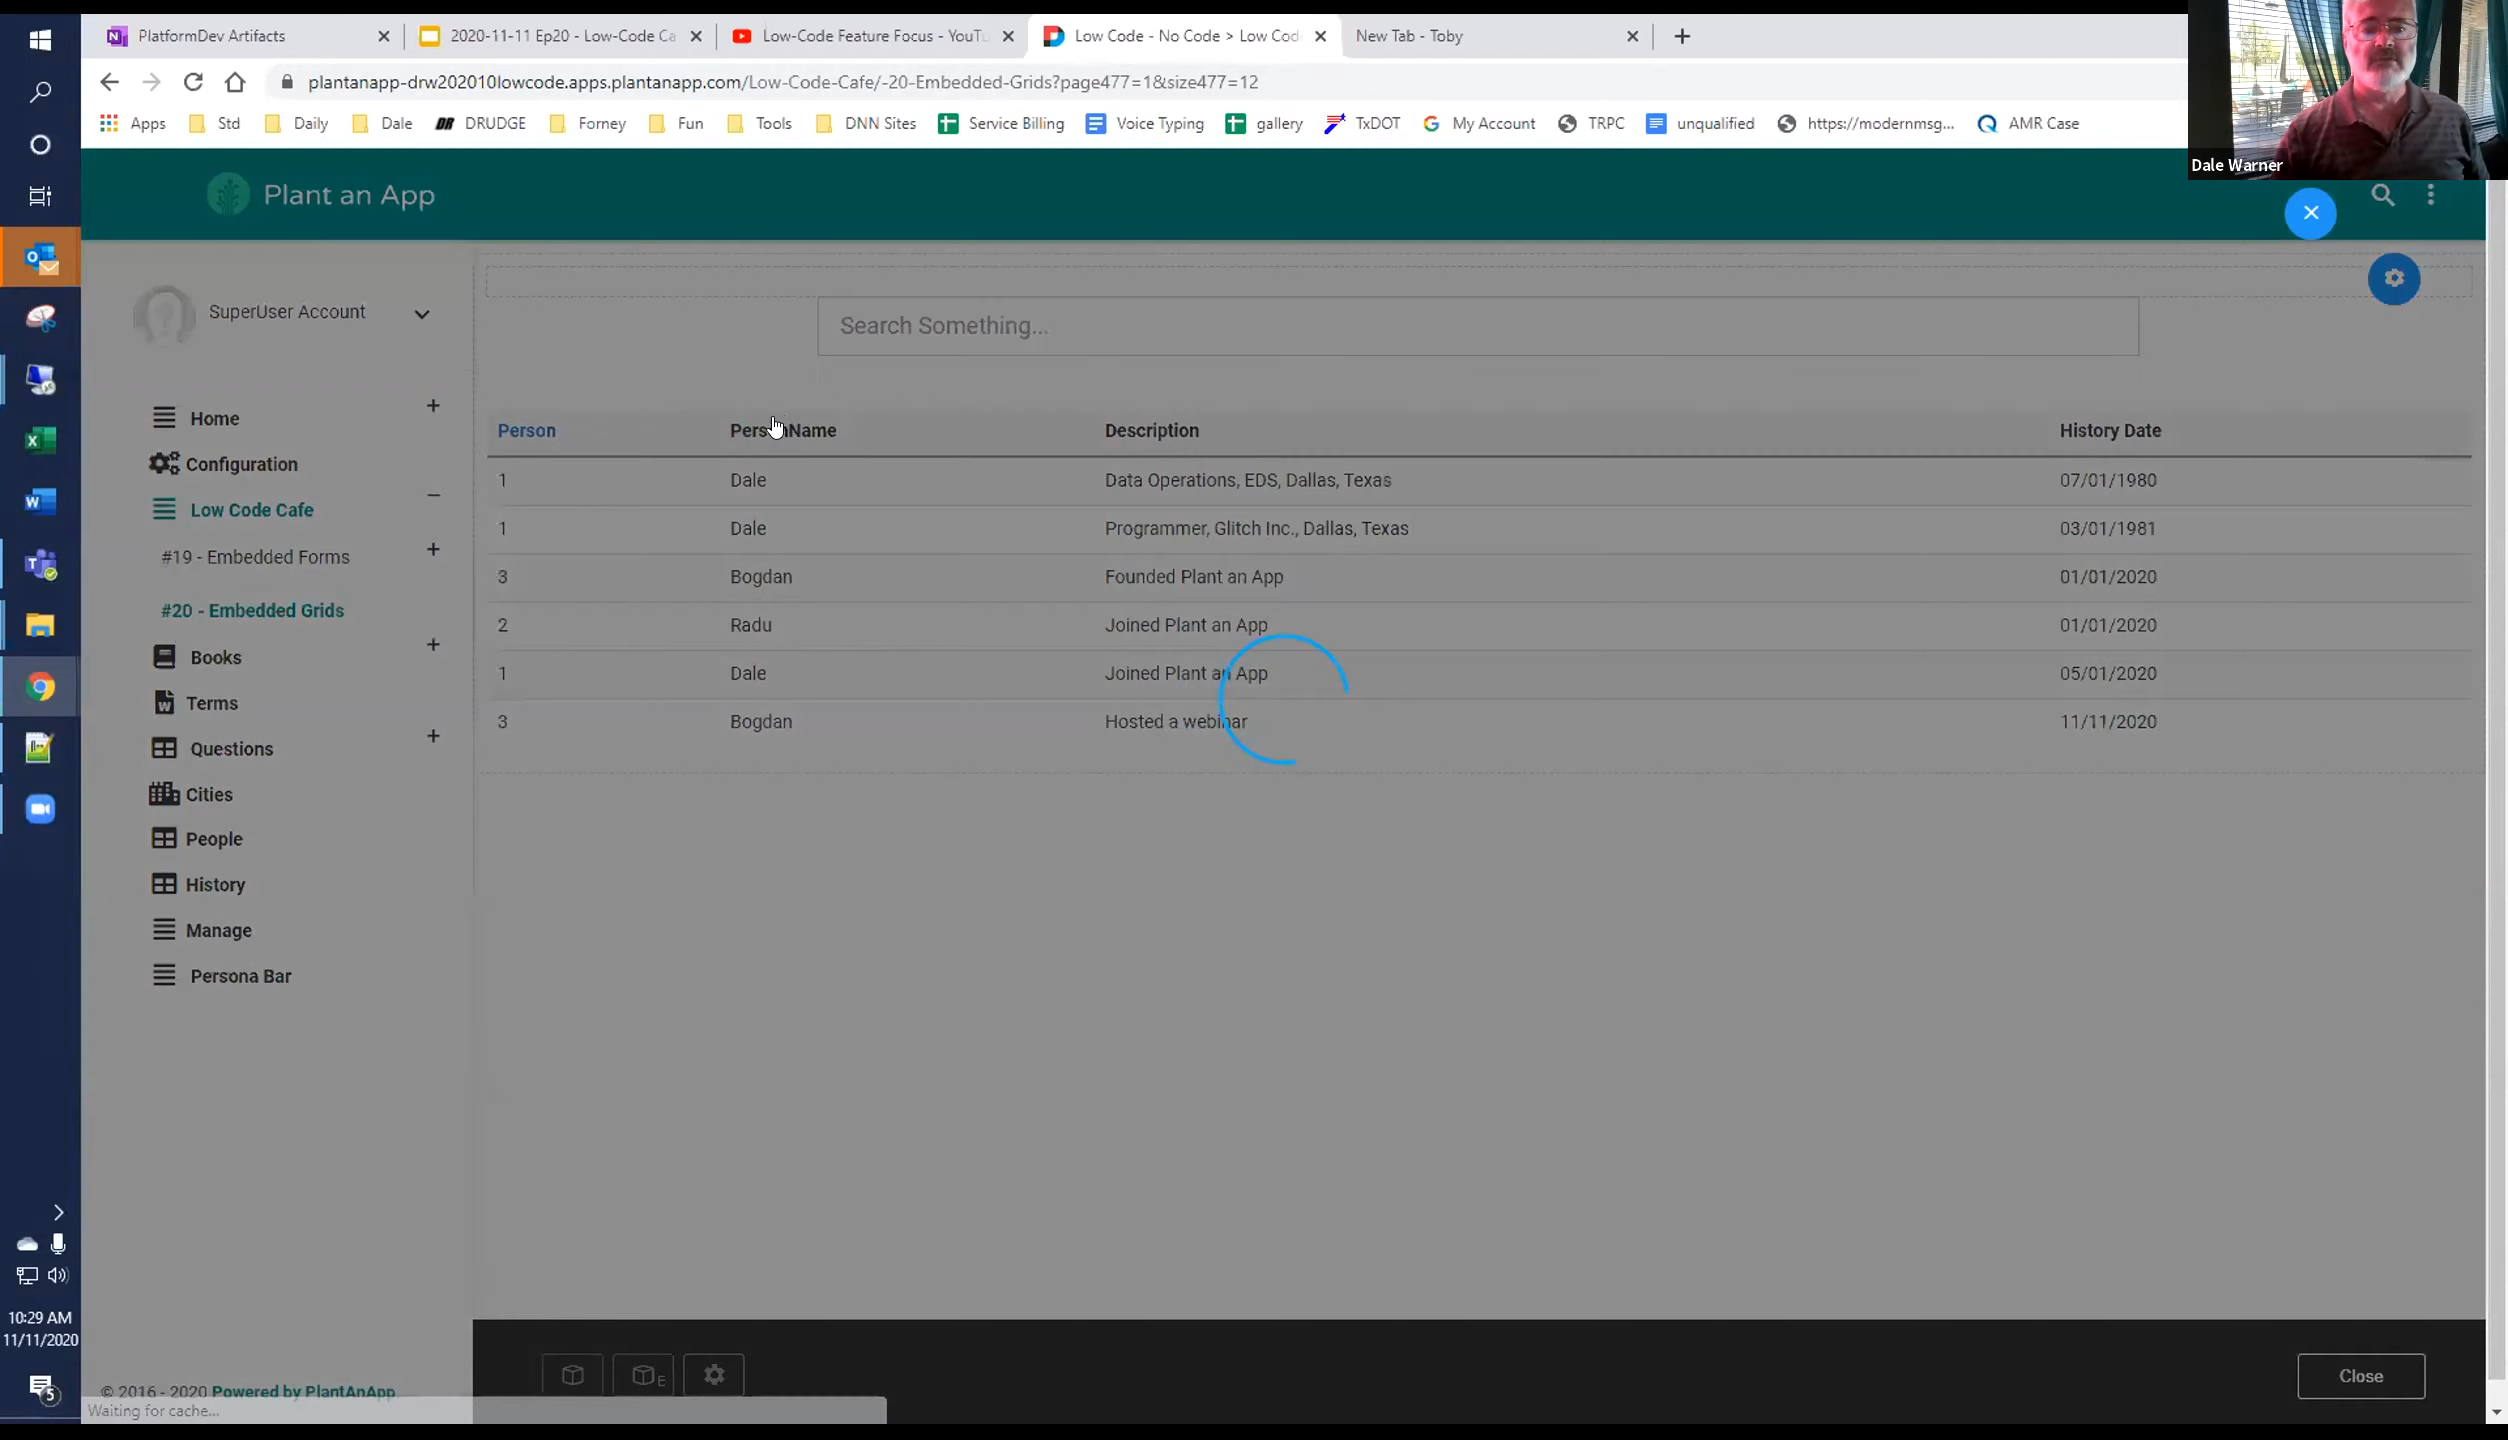 PlatformDev Artifacts
2020-11-11 Ep20 - Low-Code Ca
Low-Code Feature Focus - YouTu
Low Code - No Code > Low Cod
New Tab - Toby
plantanapp-drw202010lowcode.apps.plantanapp.com/Low-Code-Cafe/-20-Embedded-Grids?page477=1&size477=12
Apps Std Daily Dale DRUDGE Forney Fun Tools DNN Sites Service Billing Voice Typing gallery TxDOT My Account TRPC unqualified https://modernmsg... AMR Case
Dale Warner
Plant an App
SuperUser Account
Search Something...
Home
Configuration
Low Code Cafe
#19 - Embedded Forms
#20 - Embedded Grids
Books
Terms
Questions
Cities
People
History
Manage
Persona Bar
Person PersonName Description History Date
1 Dale Data Operations, EDS, Dallas, Texas 07/01/1980
1 Dale Programmer, Glitch Inc., Dallas, Texas 03/01/1981
3 Bogdan Founded Plant an App 01/01/2020
2 Radu Joined Plant an App 01/01/2020
1 Dale Joined Plant an App 05/01/2020
3 Bogdan Hosted a webinar 11/11/2020
10:29 AM
11/11/2020
5
E
Close
© 2016 - 2020 Powered by PlantAnApp
Waiting for cache...